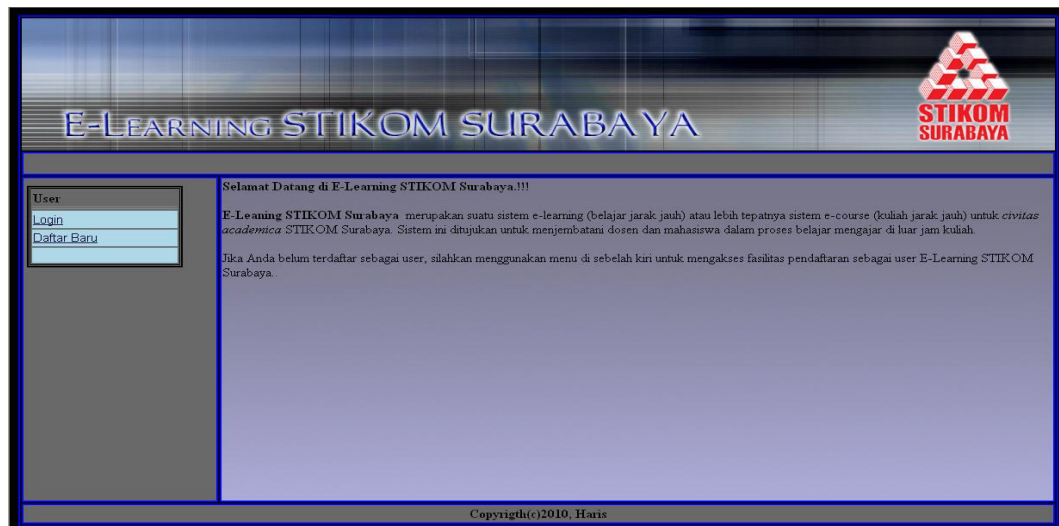 E-LEARNING STIKOM SURABAYA
STIKOM
SURABAYA
User
Login
Daftar Baru
Selamat Datang di E-Learning STIKOM Surabaya.!!!
E-Leaning STIKOM Surabaya merupakan suatu sistem e-learning (belajar jarak jauh) atau lebih tepatnya sistem e-course (kuliah jarak jauh) untuk civitas
academica STIKOM Surabaya. Sistem ini ditujukan untuk menjembatani dosen dan mahasiswa dalam proses belajar mengajar di luar jam kuliah.
Jika Anda belum terdaftar sebagai user, silahkan menggunakan menu di sebelah kiri untuk mengakses fasilitas pendaftaran sebagai user E-Learning STIKOM
Surabaya.
Copyrigth(c)2010, Haris